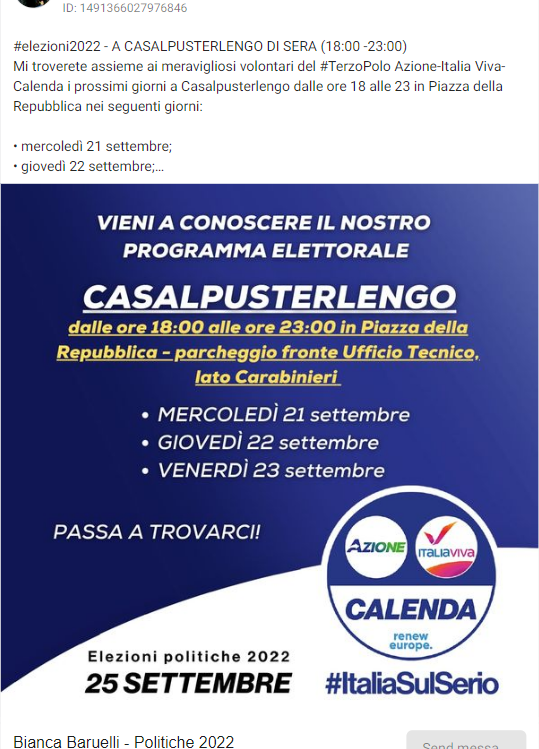 ID: 1491366027976846
#elezioni2022 - A CASALPUSTERLENGO DI SERA (18:00 -23:00)
Mi troverete assieme ai meravigliosi volontari del #TerzoPolo Azione-Italia Viva-
Calenda i prossimi giorni a Casalpusterlengo dalle ore 18 alle 23 in Piazza della
Repubblica nei seguenti giorni:
• mercoledì 21 settembre;
• giovedì 22 settembre;...
VIENI A CONOSCERE IL NOSTRO
PROGRAMMA ELETTORALE
CASALPUSTERLENGO
dalle ore 18:00 alle ore 23:00 in Piazza della
Repubblica – parcheggio fronte Ufficio Tecnico,
lato Carabinieri
• MERCOLEDÌ 21 settembre
• GIOVEDÌ 22 settembre
• VENERDÌ 23 settembre
PASSA A TROVARCI!
AZIONE
ITALIAVIVA
CALENDA
renew
europe.
Elezioni politiche 2022
25 SETTEMBRE
#ItaliaSulSerio
Bianca Baruelli - Politiche 2022
Send messa...